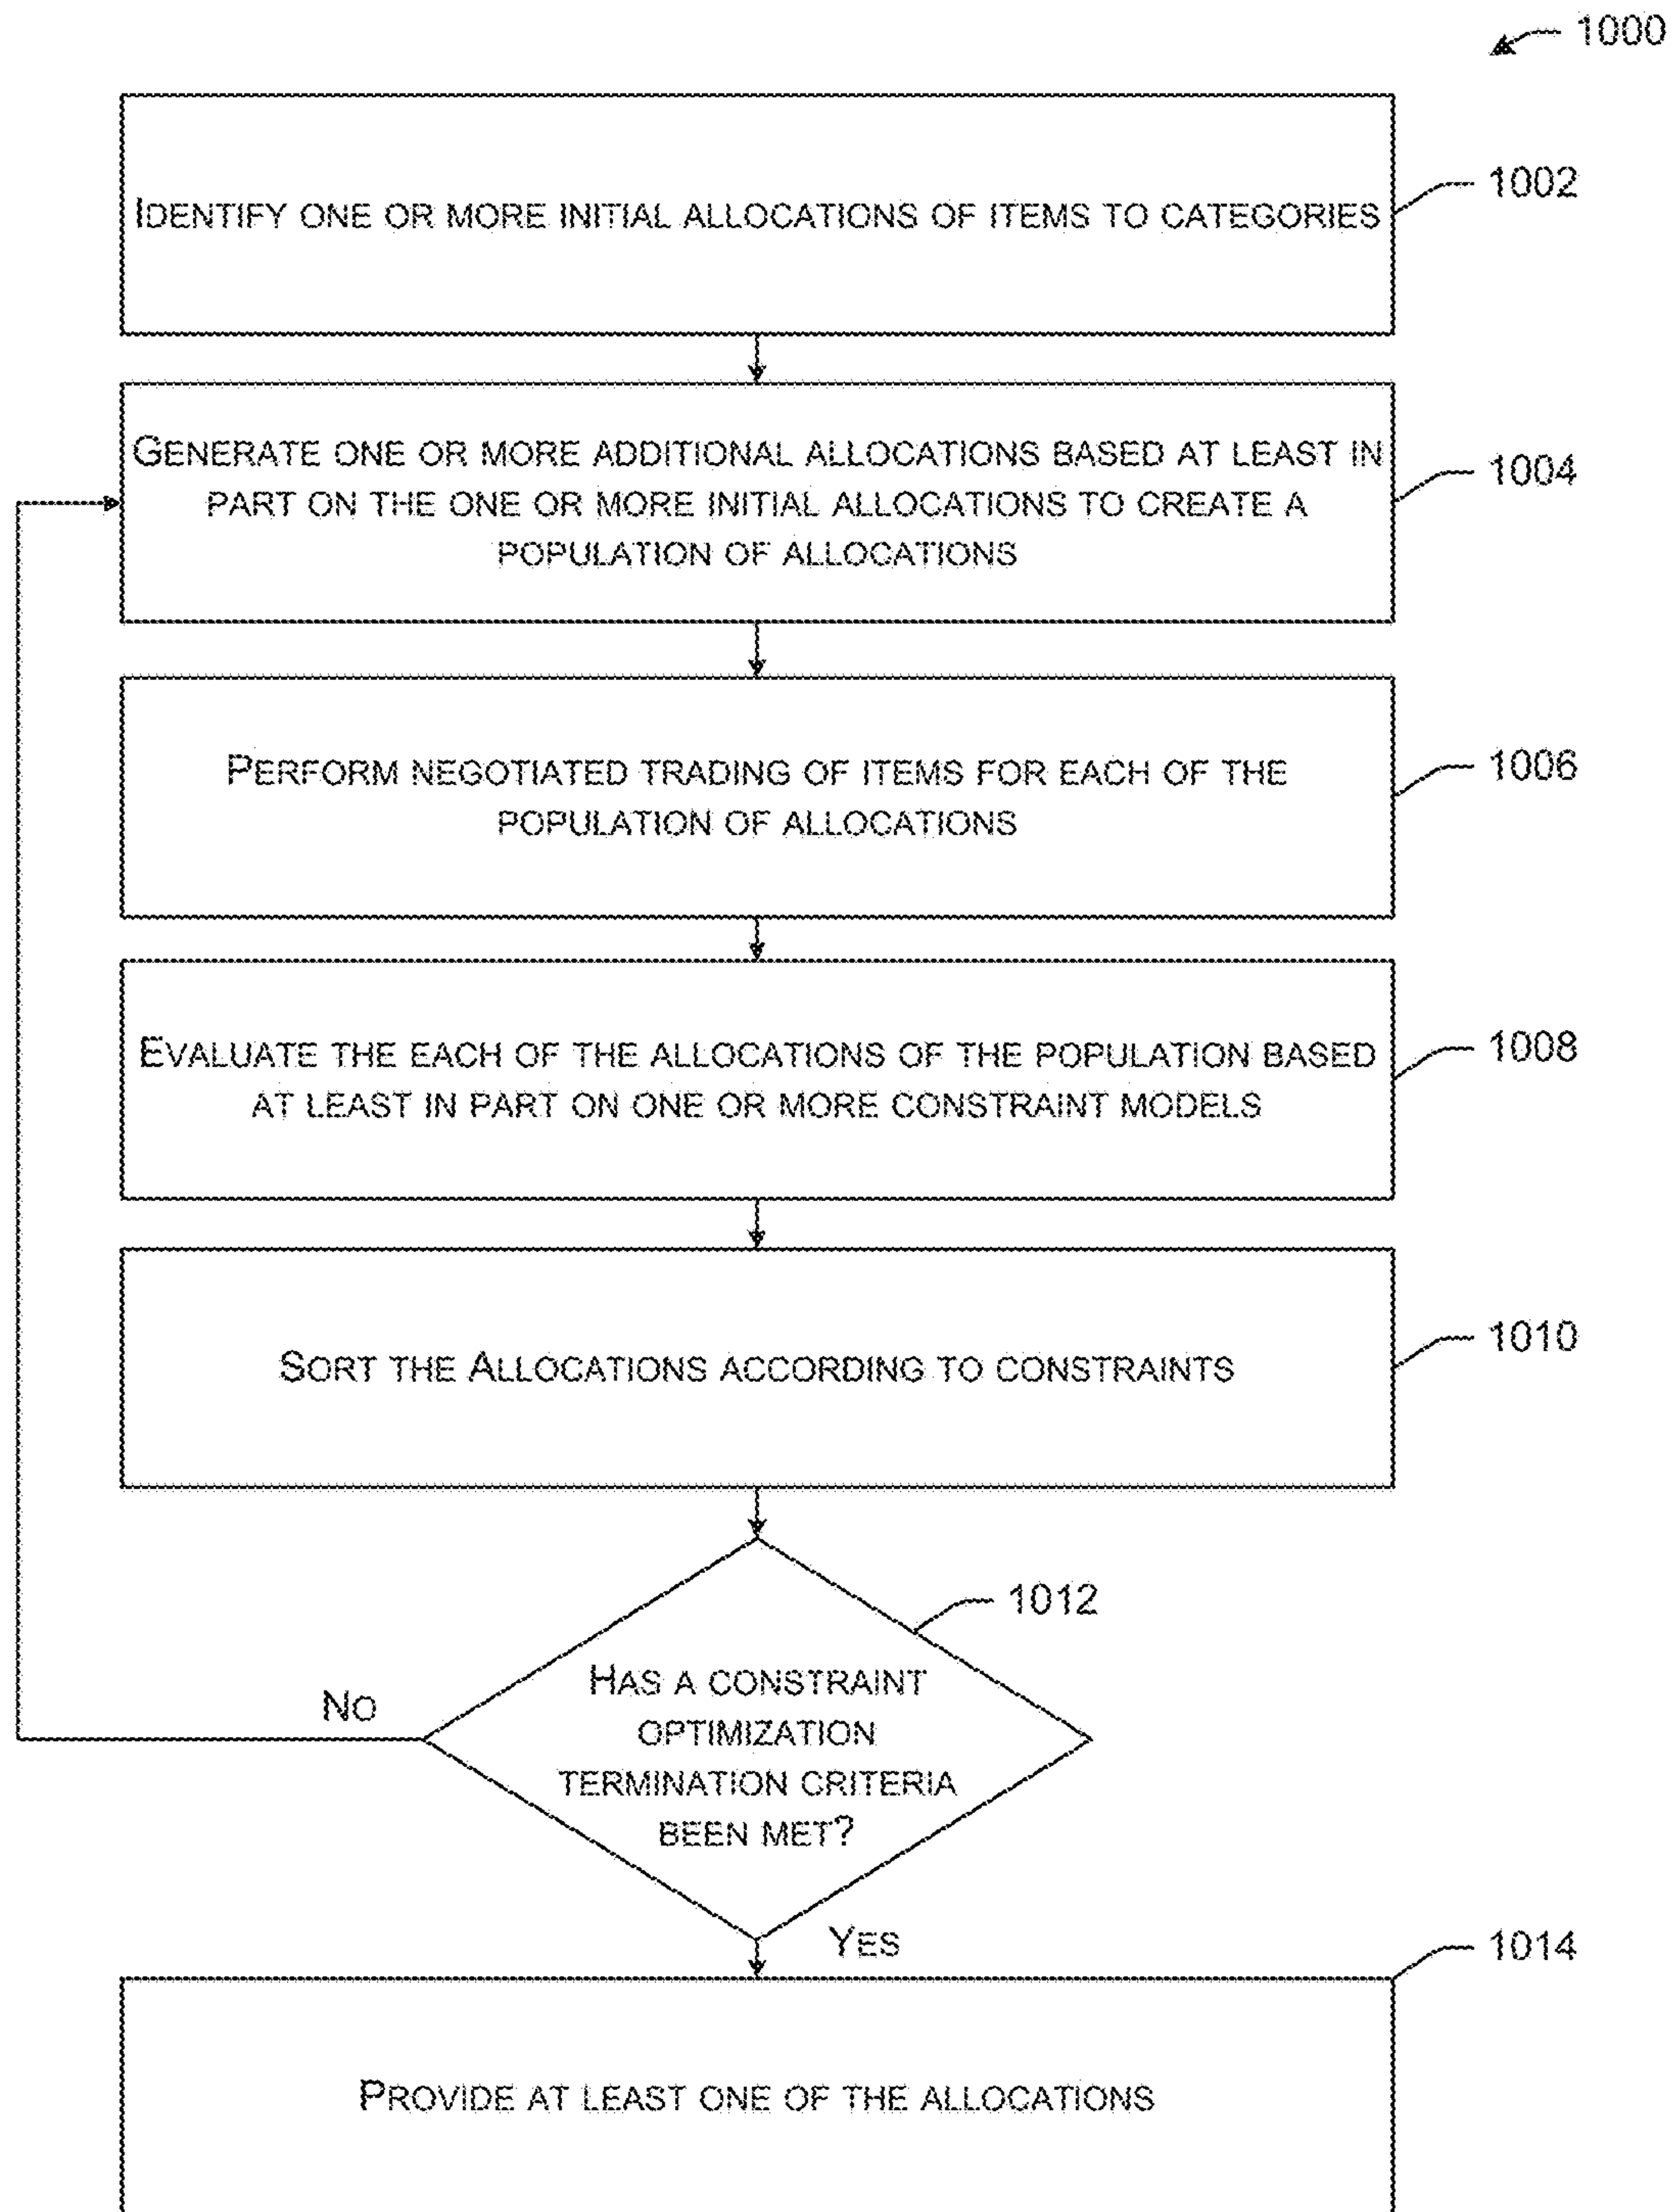 1000
IDENTIFY ONE OR MORE INITIAL ALLOCATIONS OF ITEMS TO CATEGORIES
1002
GENERATE ONE OR MORE ADDITIONAL ALLOCATIONS BASED AT LEAST IN
PART ON THE ONE OR MORE INITIAL ALLOCATIONS TO CREATE A
POPULATION OF ALLOCATIONS
1004
PERFORM NEGOTIATED TRADING OF ITEMS FOR EACH OF THE
POPULATION OF ALLOCATIONS
1006
EVALUATE THE EACH OF THE ALLOCATIONS OF THE POPULATION BASED
AT LEAST IN PART ON ONE OR MORE CONSTRAINT MODELS
1008
SORT THE ALLOCATIONS ACCORDING TO CONSTRAINTS
1010
1012
HAS A CONSTRAINT
OPTIMIZATION
TERMINATION CRITERIA
BEEN MET?
NO
YES
1014
PROVIDE AT LEAST ONE OF THE ALLOCATIONS